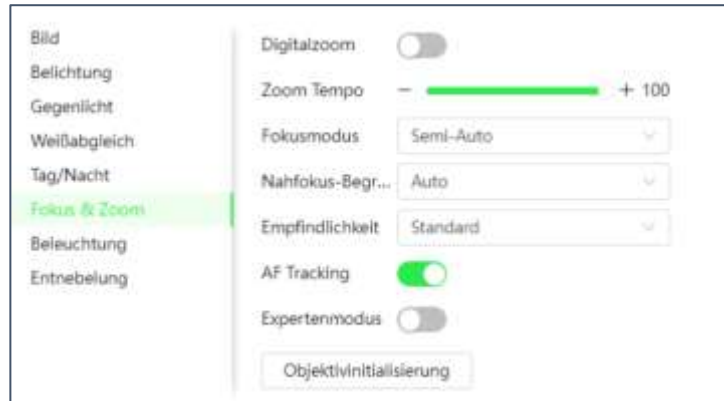 Bild
Belichtung
Gegenlicht
Weißabgleich
Tag/Nacht
Fokus & Zoom
Beleuchtung
Entnebelung
Digitalzoom
Zoom Tempo - + 100
Fokusmodus Semi-Auto
Nahfokus-Begr... Auto
Empfindlichkeit Standard
AF Tracking
Expertenmodus
Objektivinitialisierung